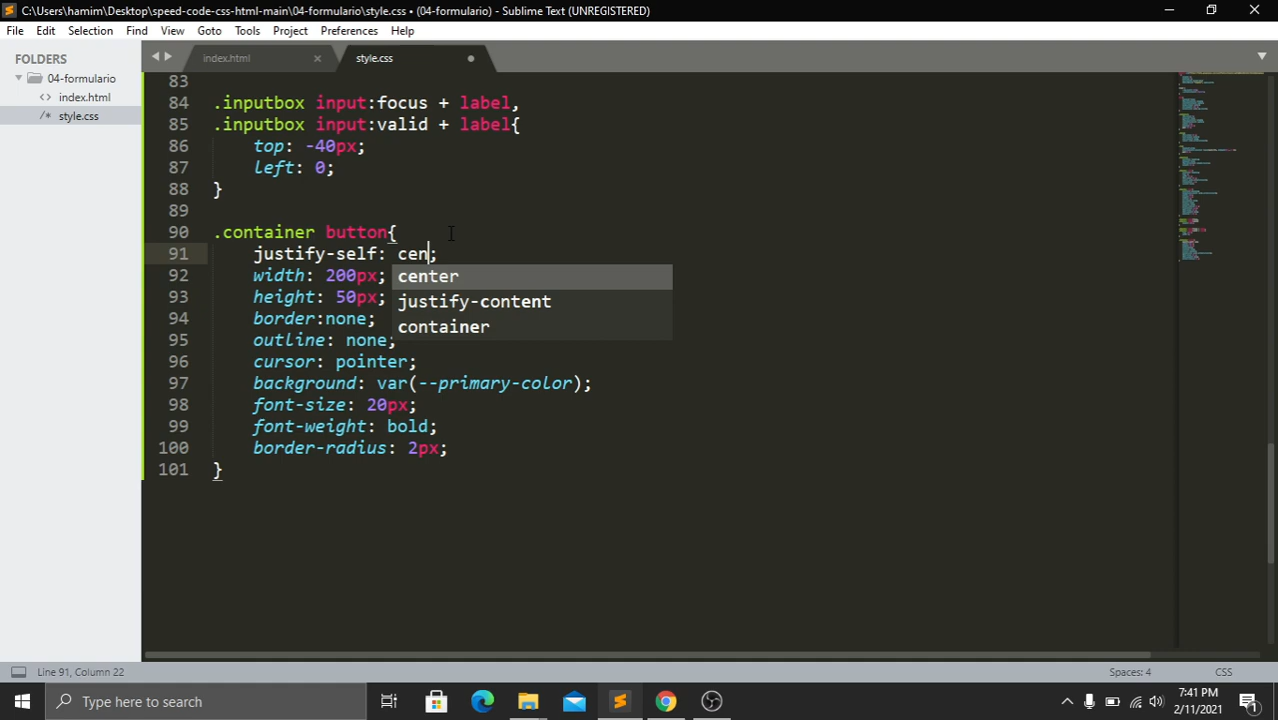 C:\Users\hamim\Desktop\speed-code-css-html-main\04-formulario\style.css • (04-formulario) - Sublime Text (UNREGISTERED)
File Edit Selection Find View Goto Tools Project Preferences Help
FOLDERS
04-formulario
<> index.html
/* style.css
index.html
style.css
83
84 .inputbox input:focus + label,
85 .inputbox input:valid + label{
86 top: -40px;
87 left: 0;
88 }
89
90 .container button{
91 justify-self: cen;
92 width: 200px;
93 height: 50px;
94 border:none;
95 outline: none;
96 cursor: pointer;
97 background: var(--primary-color);
98 font-size: 20px;
99 font-weight: bold;
100 border-radius: 2px;
101 }
center
justify-content
container
Line 91, Column 22
Spaces: 4
CSS
Type here to search
7:41 PM
2/11/2021
1